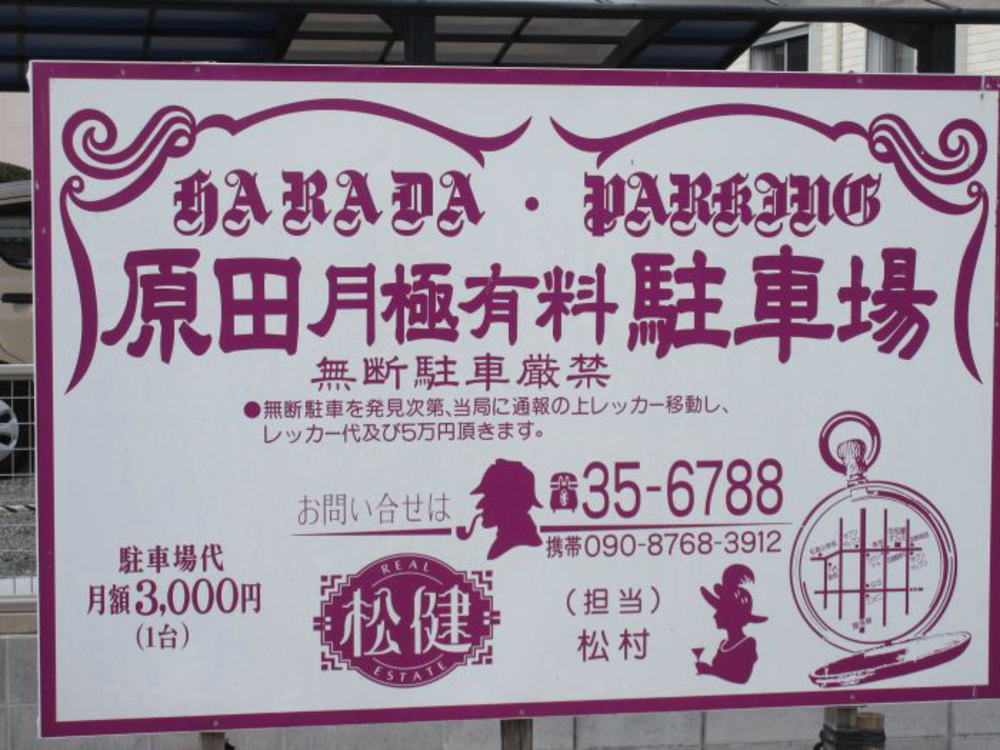 HARADA・PARKING
原田月極有料駐車場
無断駐車厳禁
●無断駐車を発見次第、当局に通報の上レッカー移動し、
レッカー代及び5万円頂きます。
お問い合せは
☎35-6788
携帯090-8768-3912
駐車場代
月額3,000円
(1台)
REAL
松健
ESTATE
(担当)
松村